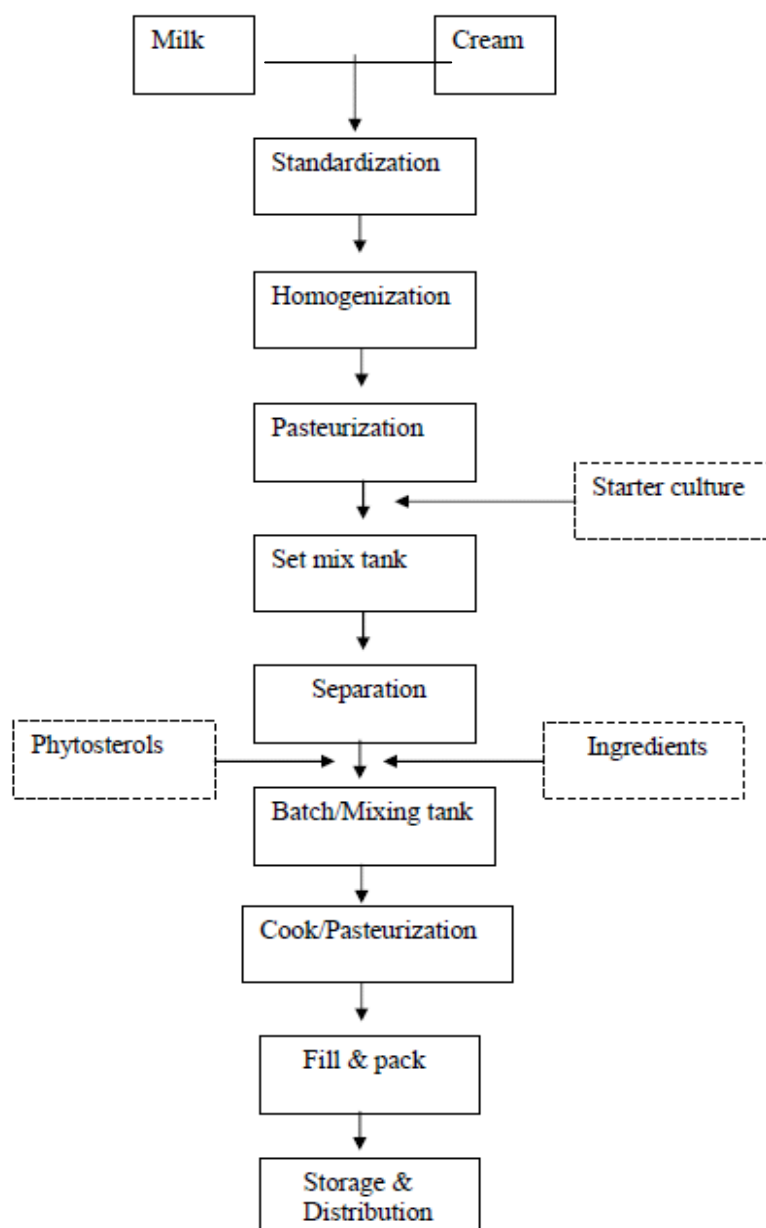 Milk
Cream
Standardization
Homogenization
Pasteurization
Starter culture
Set mix tank
Separation
Phytosterols
Ingredients
Batch/Mixing tank
Cook/Pasteurization
Fill & pack
Storage &
Distribution